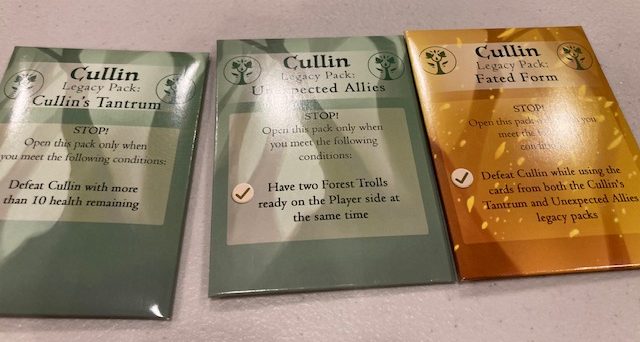 Cullin
Legacy Pack:
Cullin's Tantrum
STOP!
Open this pack only when
you meet the following conditions:
Defeat Cullin with more
than 10 health remaining
Cullin
Legacy Pack:
Unexpected Allies
STOP!
Open this pack only when
you meet the following
conditions:
Have two Forest Trolls
ready on the Player side at
the same time
Cullin
Legacy Pack:
Fated Form
STOP!
Open this pack only when you
meet the
Defeat Cullin while using the
cards from both the Cullin's
Tantrum and Unexpected Allies
legacy packs